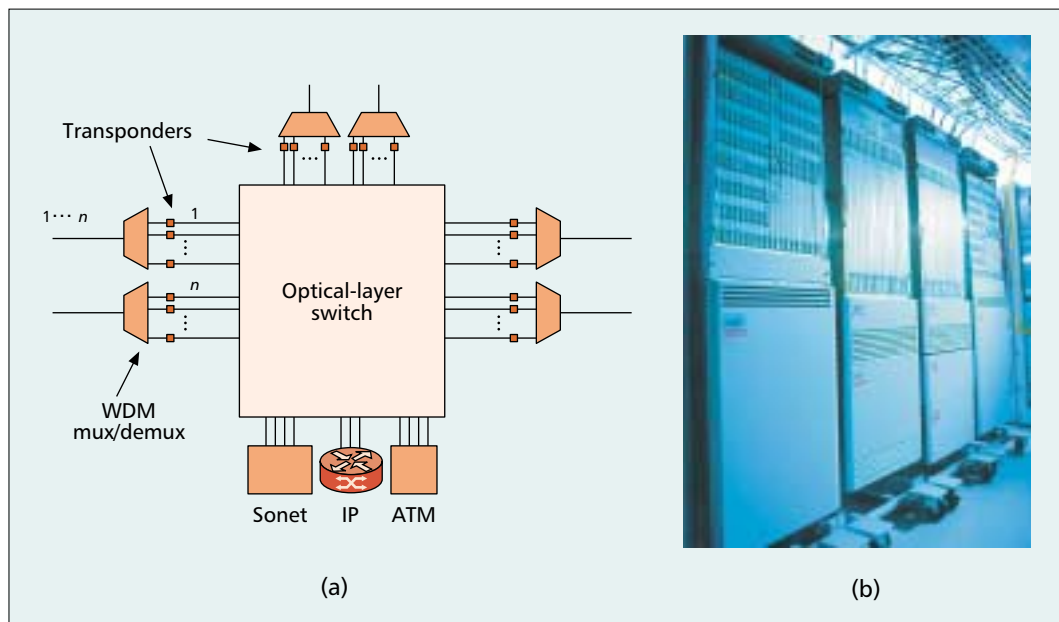 Transponders
...
...
1... n
1
...
n
...
...
...
Optical-layer
switch
WDM
mux/demux
Sonet
IP
ATM
(a)
(b)